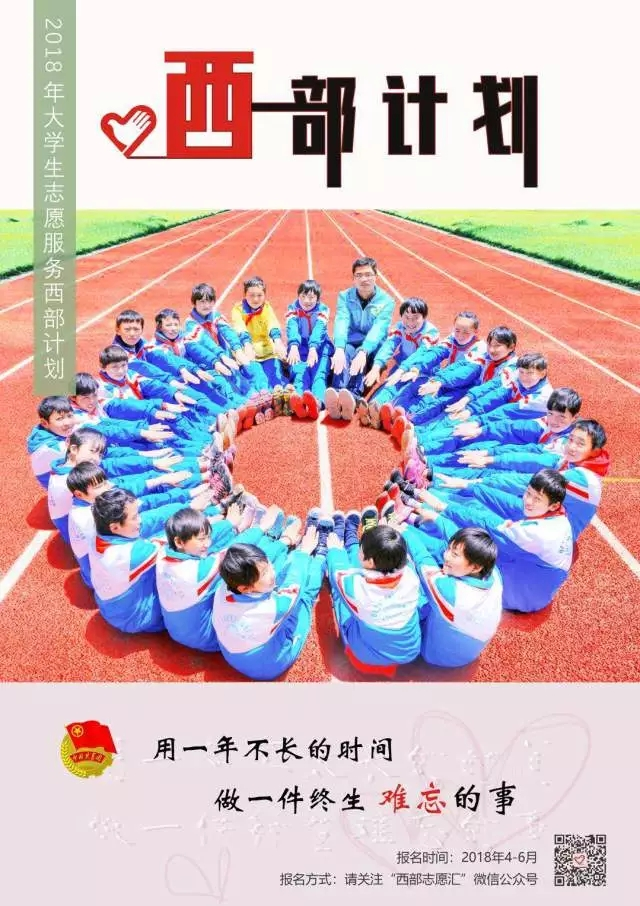 2018年大学生志愿服务西部计划
西部计划
用一年不长的时间
做一件终生难忘的事
报名时间：2018年4-6月
报名方式：请关注“西部志愿汇”微信公众号